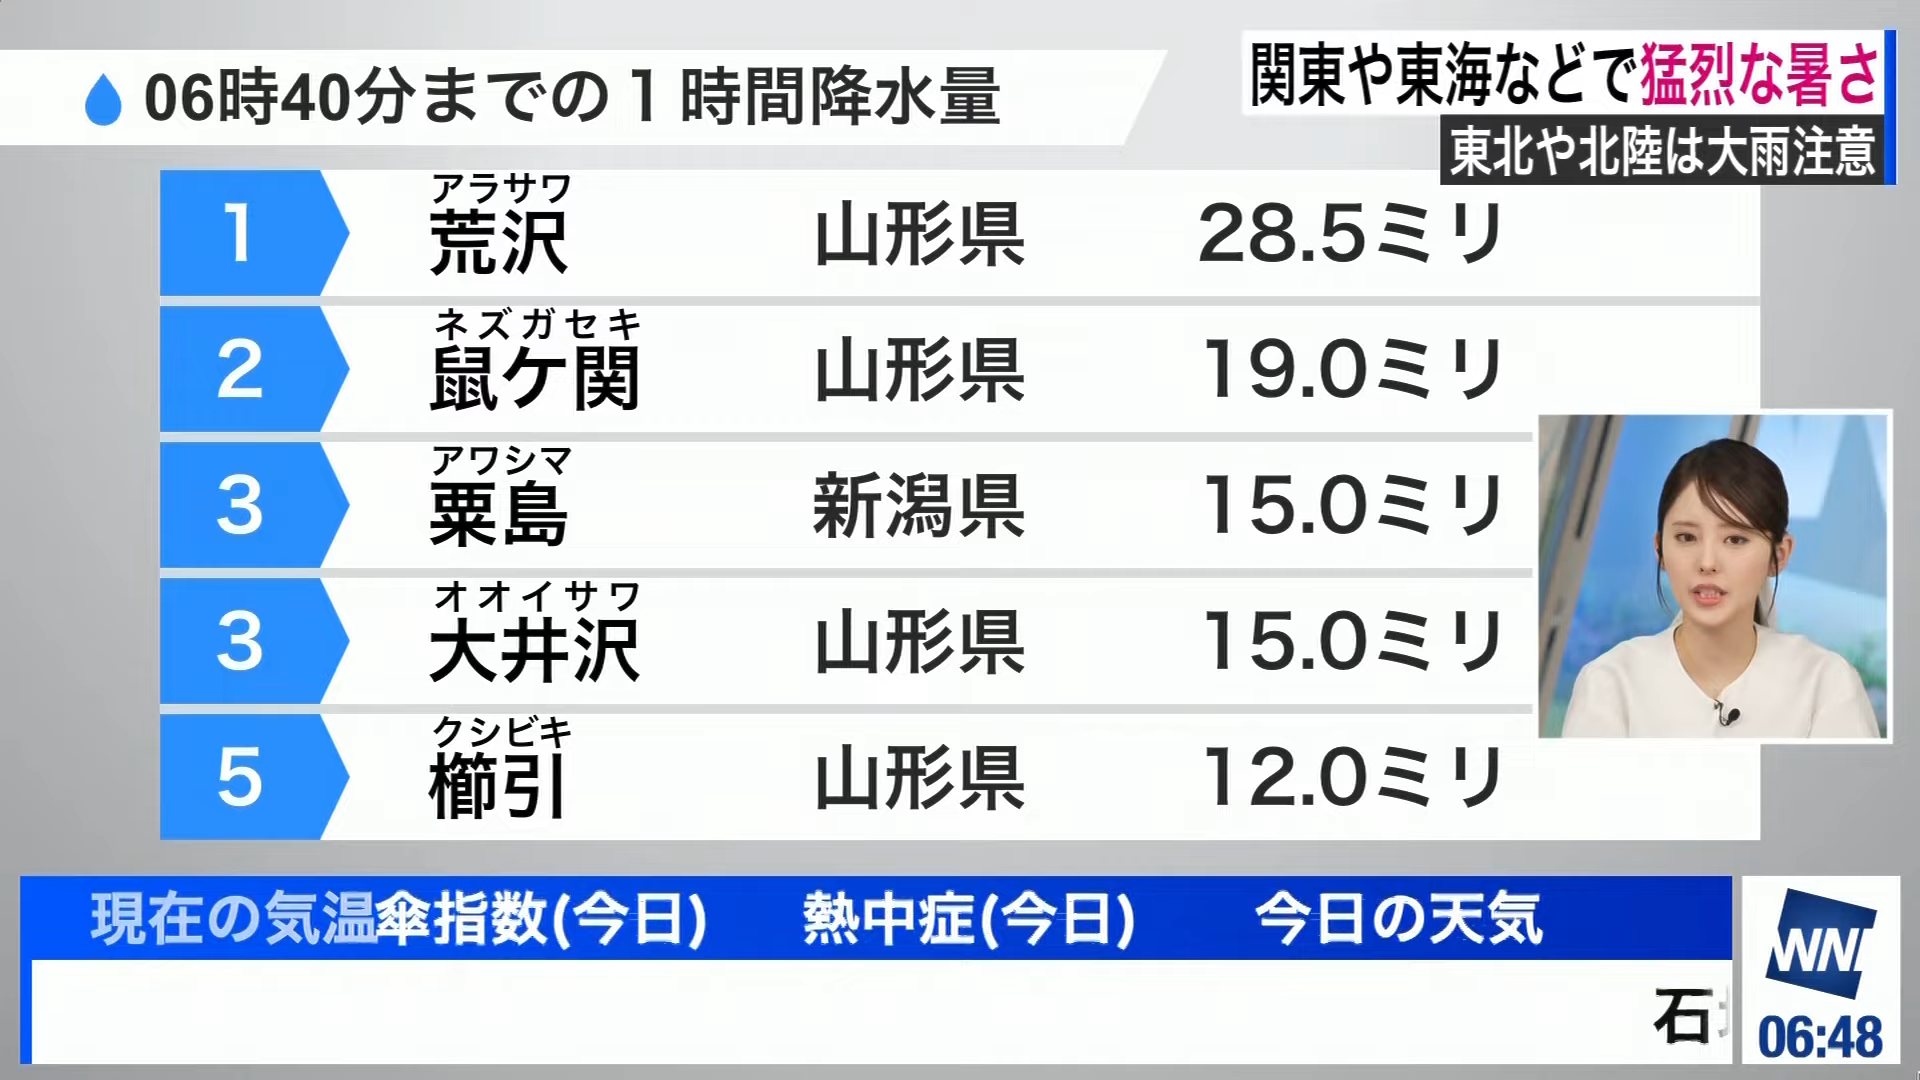 06時40分までの１時間降水量
関東や東海などで猛烈な暑さ
東北や北陸は大雨注意
アラサワ
1 荒沢 山形県 28.5ミリ
ネズガセキ
2 鼠ケ関 山形県 19.0ミリ
アワシマ
3 粟島 新潟県 15.0ミリ
オオイサワ
3 大井沢 山形県 15.0ミリ
クシビキ
5 櫛引 山形県 12.0ミリ
現在の気温 傘指数(今日) 熱中症(今日) 今日の天気
石
WNI
06:48